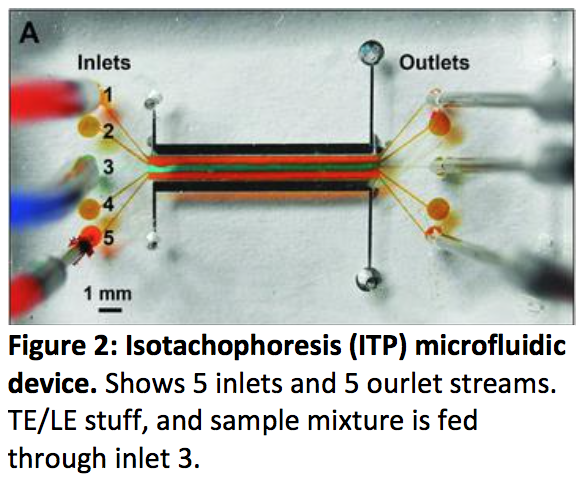 A
Inlets
Outlets
1
2
3
4
5
1 mm
Figure 2: Isotachophoresis (ITP) microfluidic
device. Shows 5 inlets and 5 ourlet streams.
TE/LE stuff, and sample mixture is fed
through inlet 3.